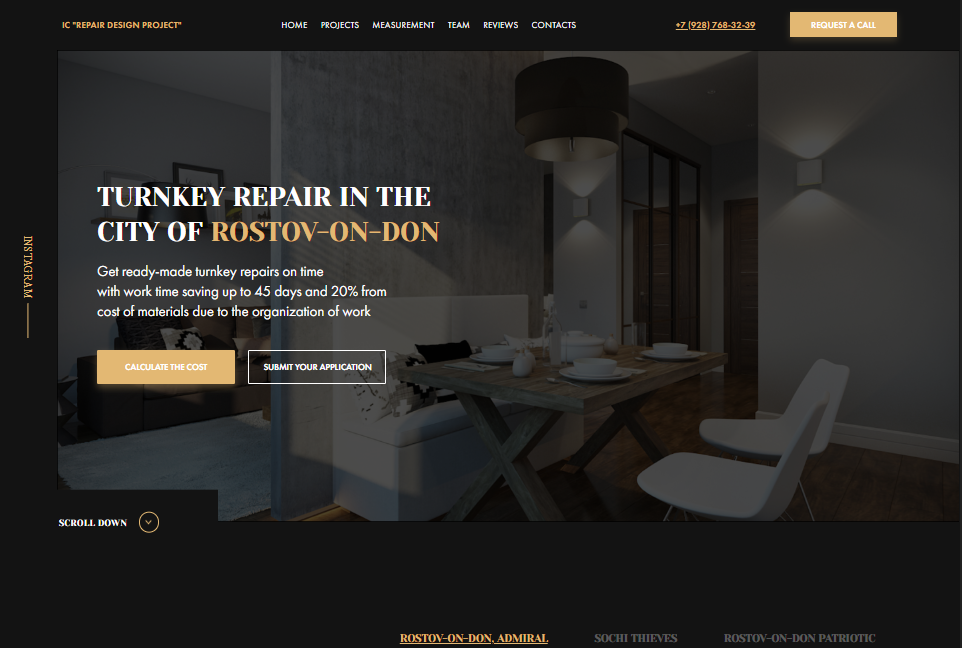 IC "REPAIR DESIGN PROJECT"
HOME PROJECTS MEASUREMENT TEAM REVIEWS CONTACTS
+7 (928) 768-32-39
REQUEST A CALL
INSTAGRAM
TURNKEY REPAIR IN THE
CITY OF ROSTOV-ON-DON
Get ready-made turnkey repairs on time
with work time saving up to 45 days and 20% from
cost of materials due to the organization of work
CALCULATE THE COST
SUBMIT YOUR APPLICATION
SCROLL DOWN
ROSTOV-ON-DON, ADMIRAL
SOCHI THIEVES
ROSTOV-ON-DON PATRIOTIC